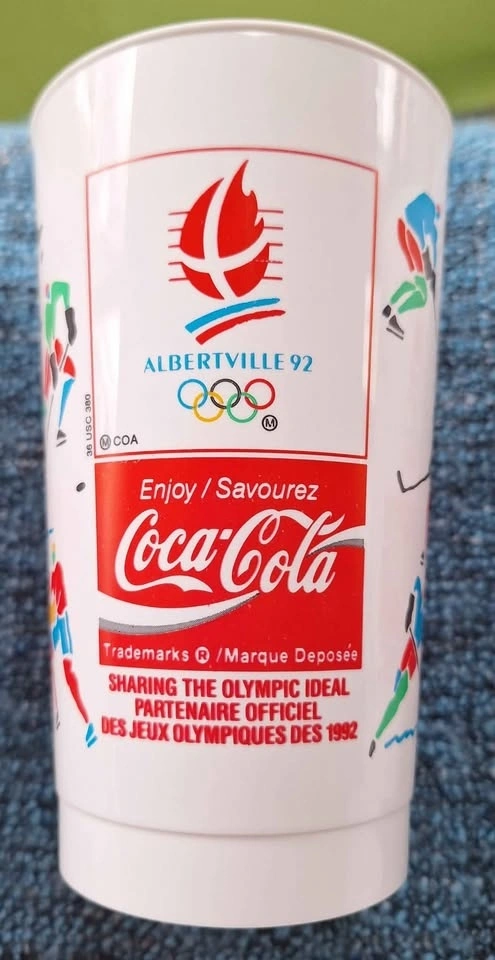 ALBERTVILLE 92
Ⓜ
36 USC 380
Ⓜ COA
Enjoy / Savourez
Coca-Cola
Trademarks ® / Marque Deposée
SHARING THE OLYMPIC IDEAL
PARTENAIRE OFFICIEL
DES JEUX OLYMPIQUES DES 1992